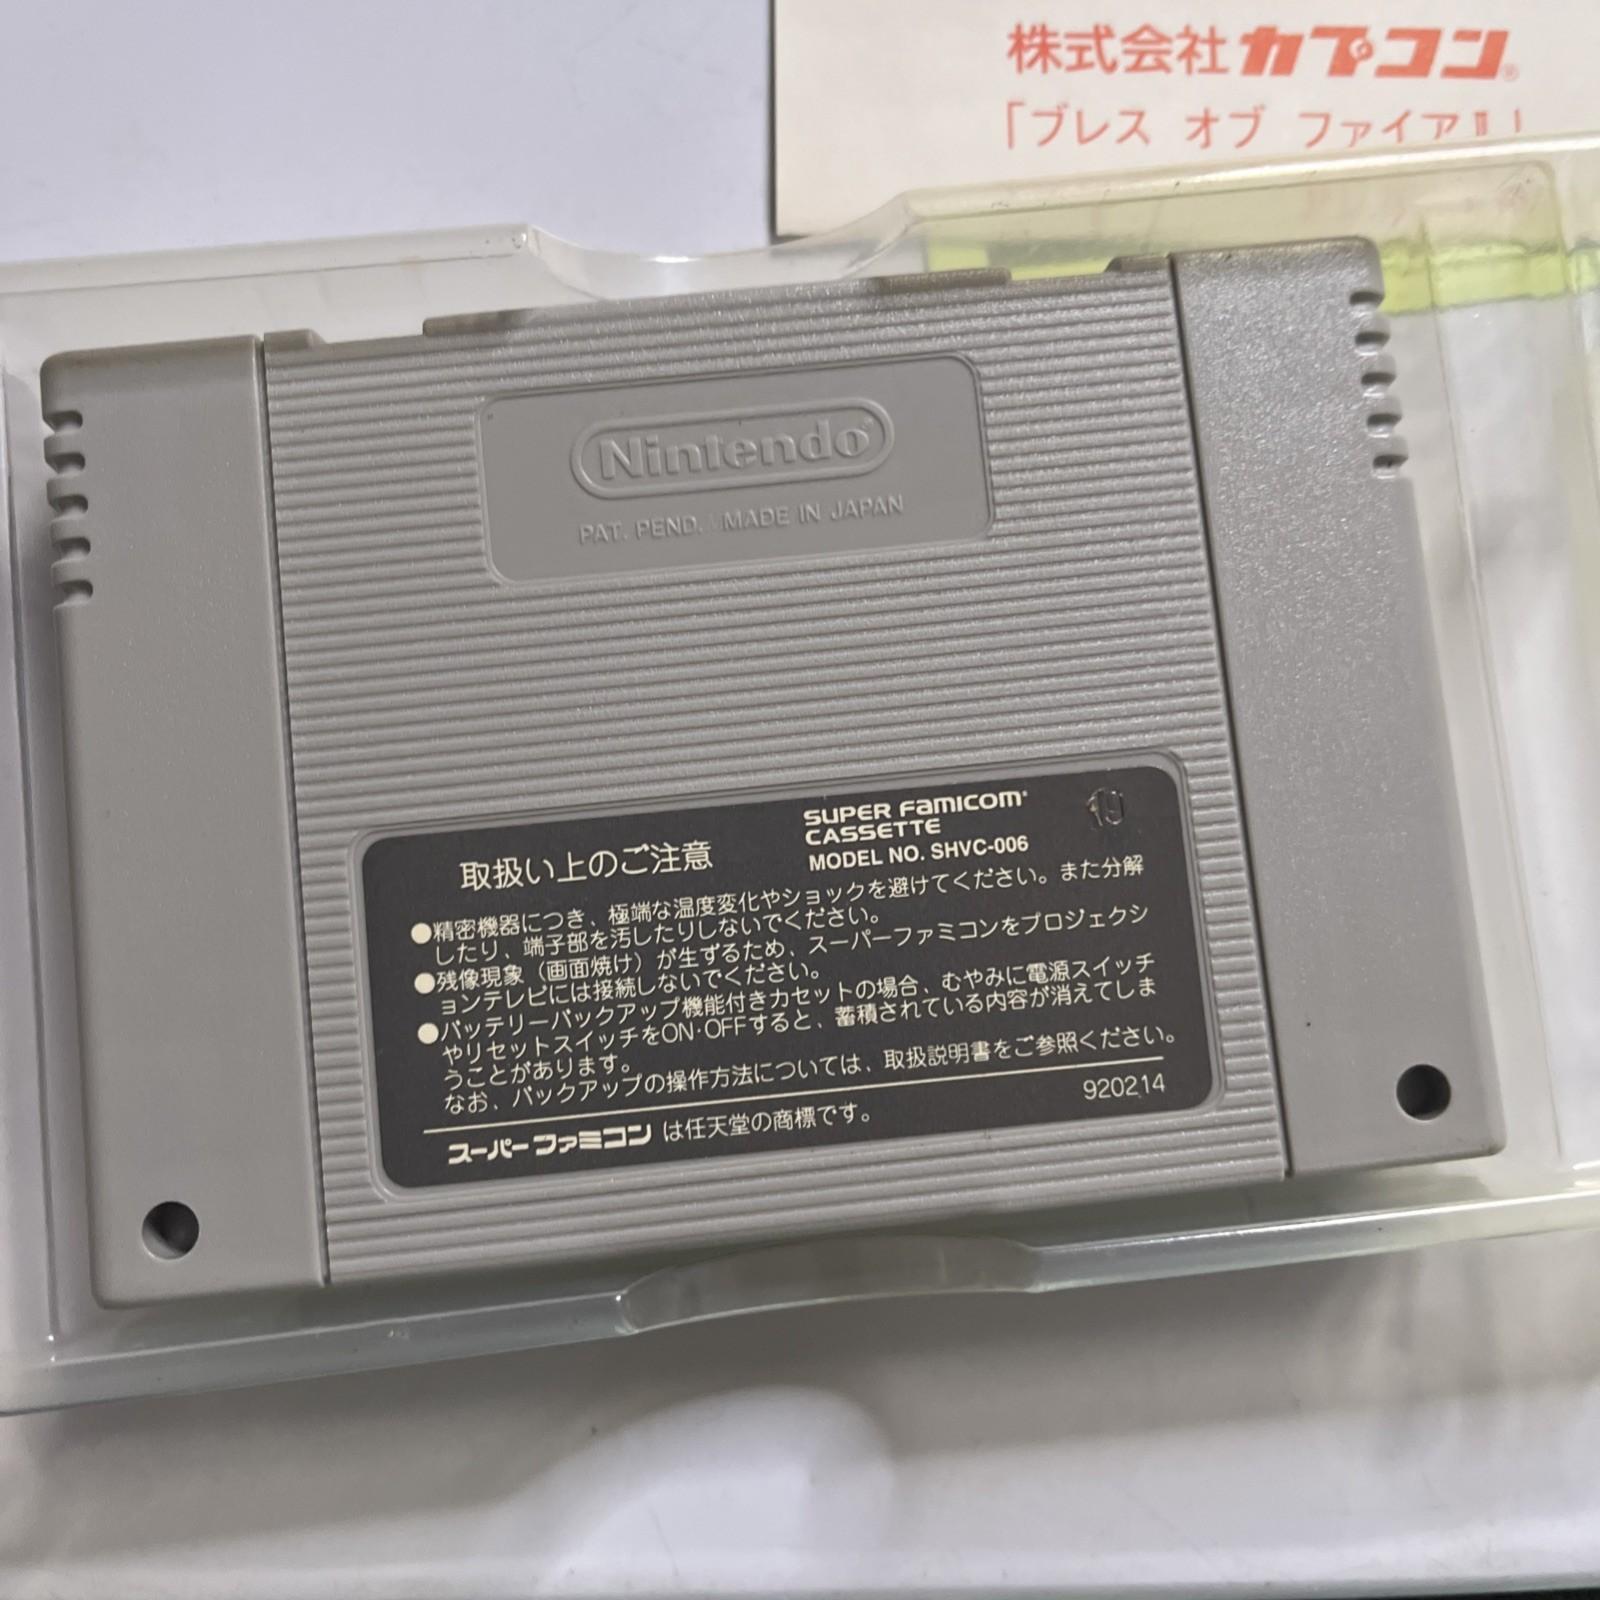 株式会社カプコン®
「ブレス オブ ファイアⅡ」
Nintendo®
PAT. PEND. MADE IN JAPAN
取扱い上のご注意
SUPER FAMICOM®
CASSETTE
MODEL NO. SHVC-006
19
●精密機器につき、極端な温度変化やショックを避けてください。また分解
したり、端子部を汚したりしないでください。
●残像現象（画面焼け）が生ずるため、スーパーファミコンをプロジェクシ
ョンテレビには接続しないでください。
●バッテリーバックアップ機能付きカセットの場合、むやみに電源スイッチ
やリセットスイッチをON･OFFすると、蓄積されている内容が消えてしま
うことがあります。
なお、バックアップの操作方法については、取扱説明書をご参照ください。
スーパーファミコンは任天堂の商標です。
920214